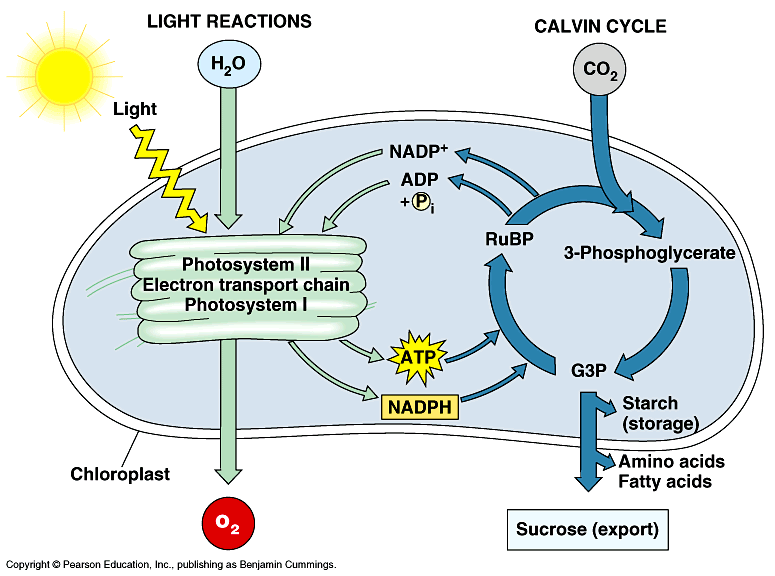 LIGHT REACTIONS
CALVIN CYCLE
H₂O
CO₂
Light
NADP⁺
ADP
+ Pᵢ
RuBP
3-Phosphoglycerate
Photosystem II
Electron transport chain
Photosystem I
ATP
NADPH
G3P
Starch
(storage)
Amino acids
Fatty acids
Chloroplast
O₂
Sucrose (export)
Copyright © Pearson Education, Inc., publishing as Benjamin Cummings.